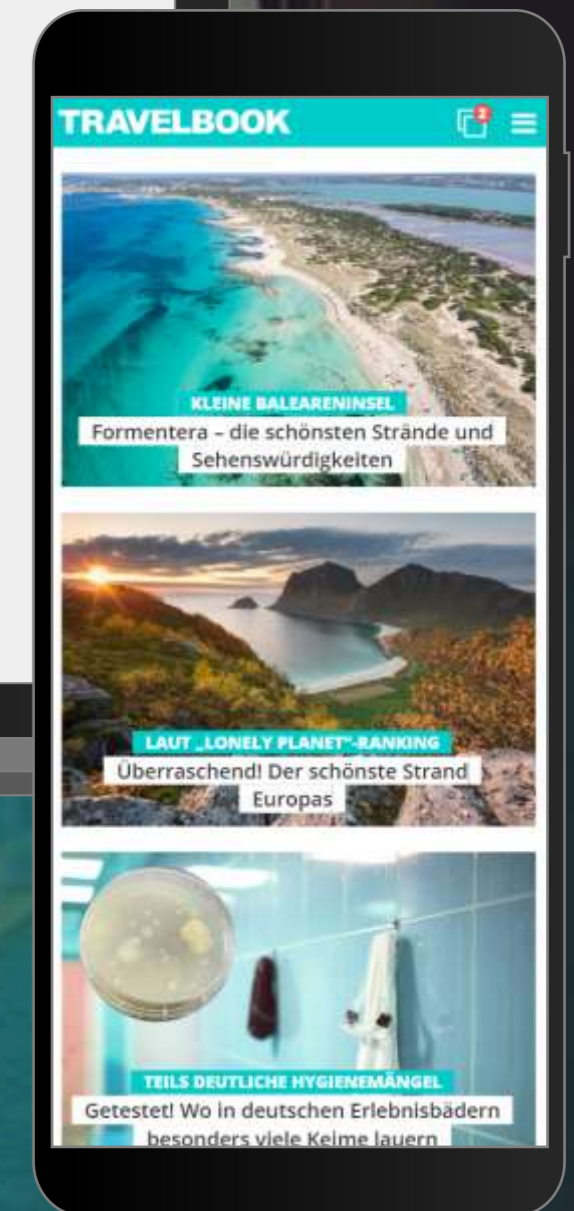 TRAVELBOOK
2
KLEINE BALEARENINSEL
Formentera – die schönsten Strände und
Sehenswürdigkeiten
LAUT „LONELY PLANET“-RANKING
Überraschend! Der schönste Strand
Europas
TEILS DEUTLICHE HYGIENEMÄNGEL
Getestet! Wo in deutschen Erlebnisbädern
besonders viele Keime lauern